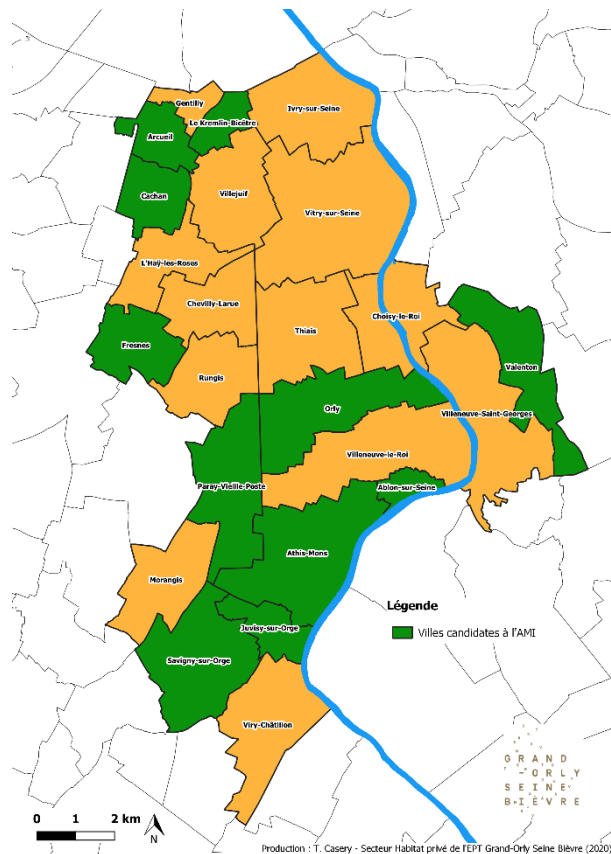 Gentilly
Ivry-sur-Seine
Le Kremlin-Bicêtre
Arcueil
Villejuif
Cachan
Vitry-sur-Seine
L'Haÿ-les-Roses
Chevilly-Larue
Choisy-le-Roi
Thiais
Fresnes
Valenton
Rungis
Orly
Villeneuve-Saint-Georges
Villeneuve-le-Roi
Paray-Vieille-Poste
Ablon-sur-Seine
Athis-Mons
Morangis
Légende
Villes candidates à l'AMI
Juvisy-sur-Orge
Savigny-sur-Orge
Viry-Châtillon
GRAND
-ORLY
SEINE
BIÈVRE
0 1 2 km
N
Production : T. Casery - Secteur Habitat privé de l'EPT Grand-Orly Seine Bièvre (2020)